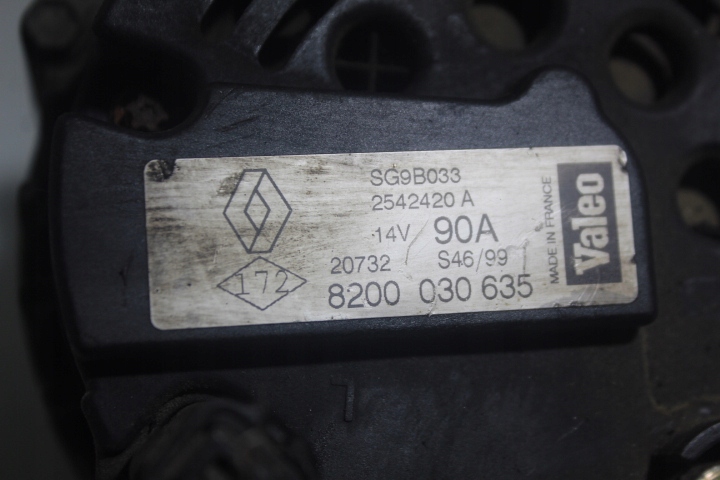 SG9B033
2542420 A
14V 90A
20732 S46/99
172
8200 030 635
MADE IN FRANCE
Valeo